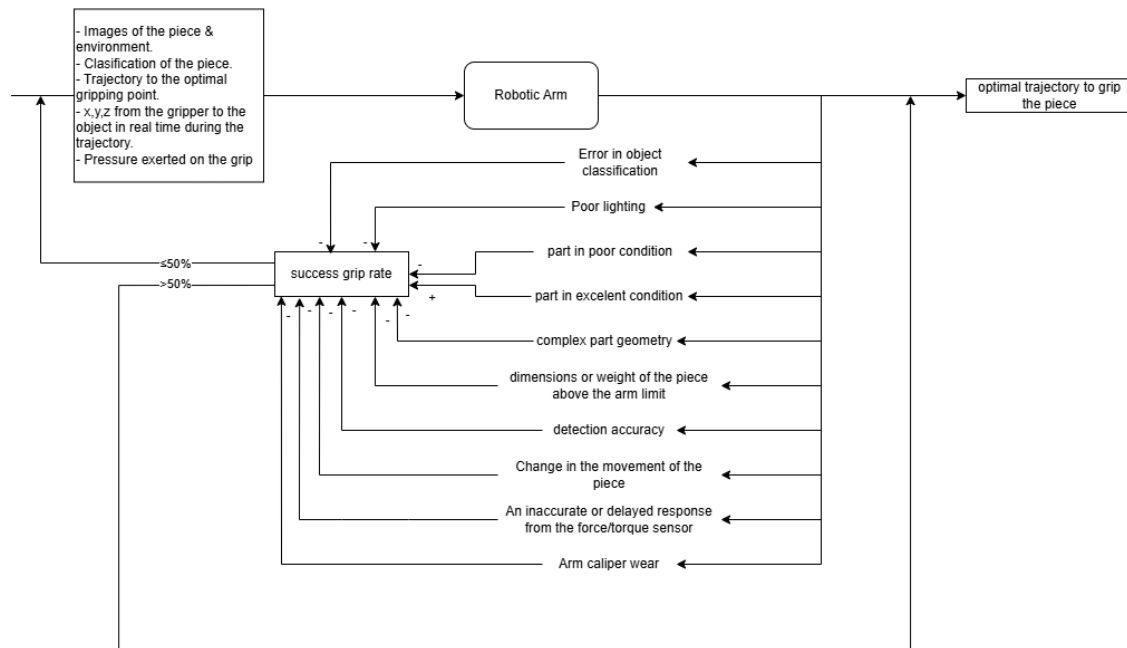 - Images of the piece &
environment.
- Clasification of the piece.
- Trajectory to the optimal
gripping point.
- x,y,z from the gripper to the
object in real time during the
trajectory.
- Pressure exerted on the grip
Robotic Arm
optimal trajectory to grip
the piece
Error in object
classification
-
-
Poor lighting
≤50%
>50%
success grip rate
-
part in poor condition
+
part in excelent condition
-
-
-
-
-
-
complex part geometry
dimensions or weight of the piece
above the arm limit
detection accuracy
Change in the movement of the
piece
An inaccurate or delayed response
from the force/torque sensor
Arm caliper wear